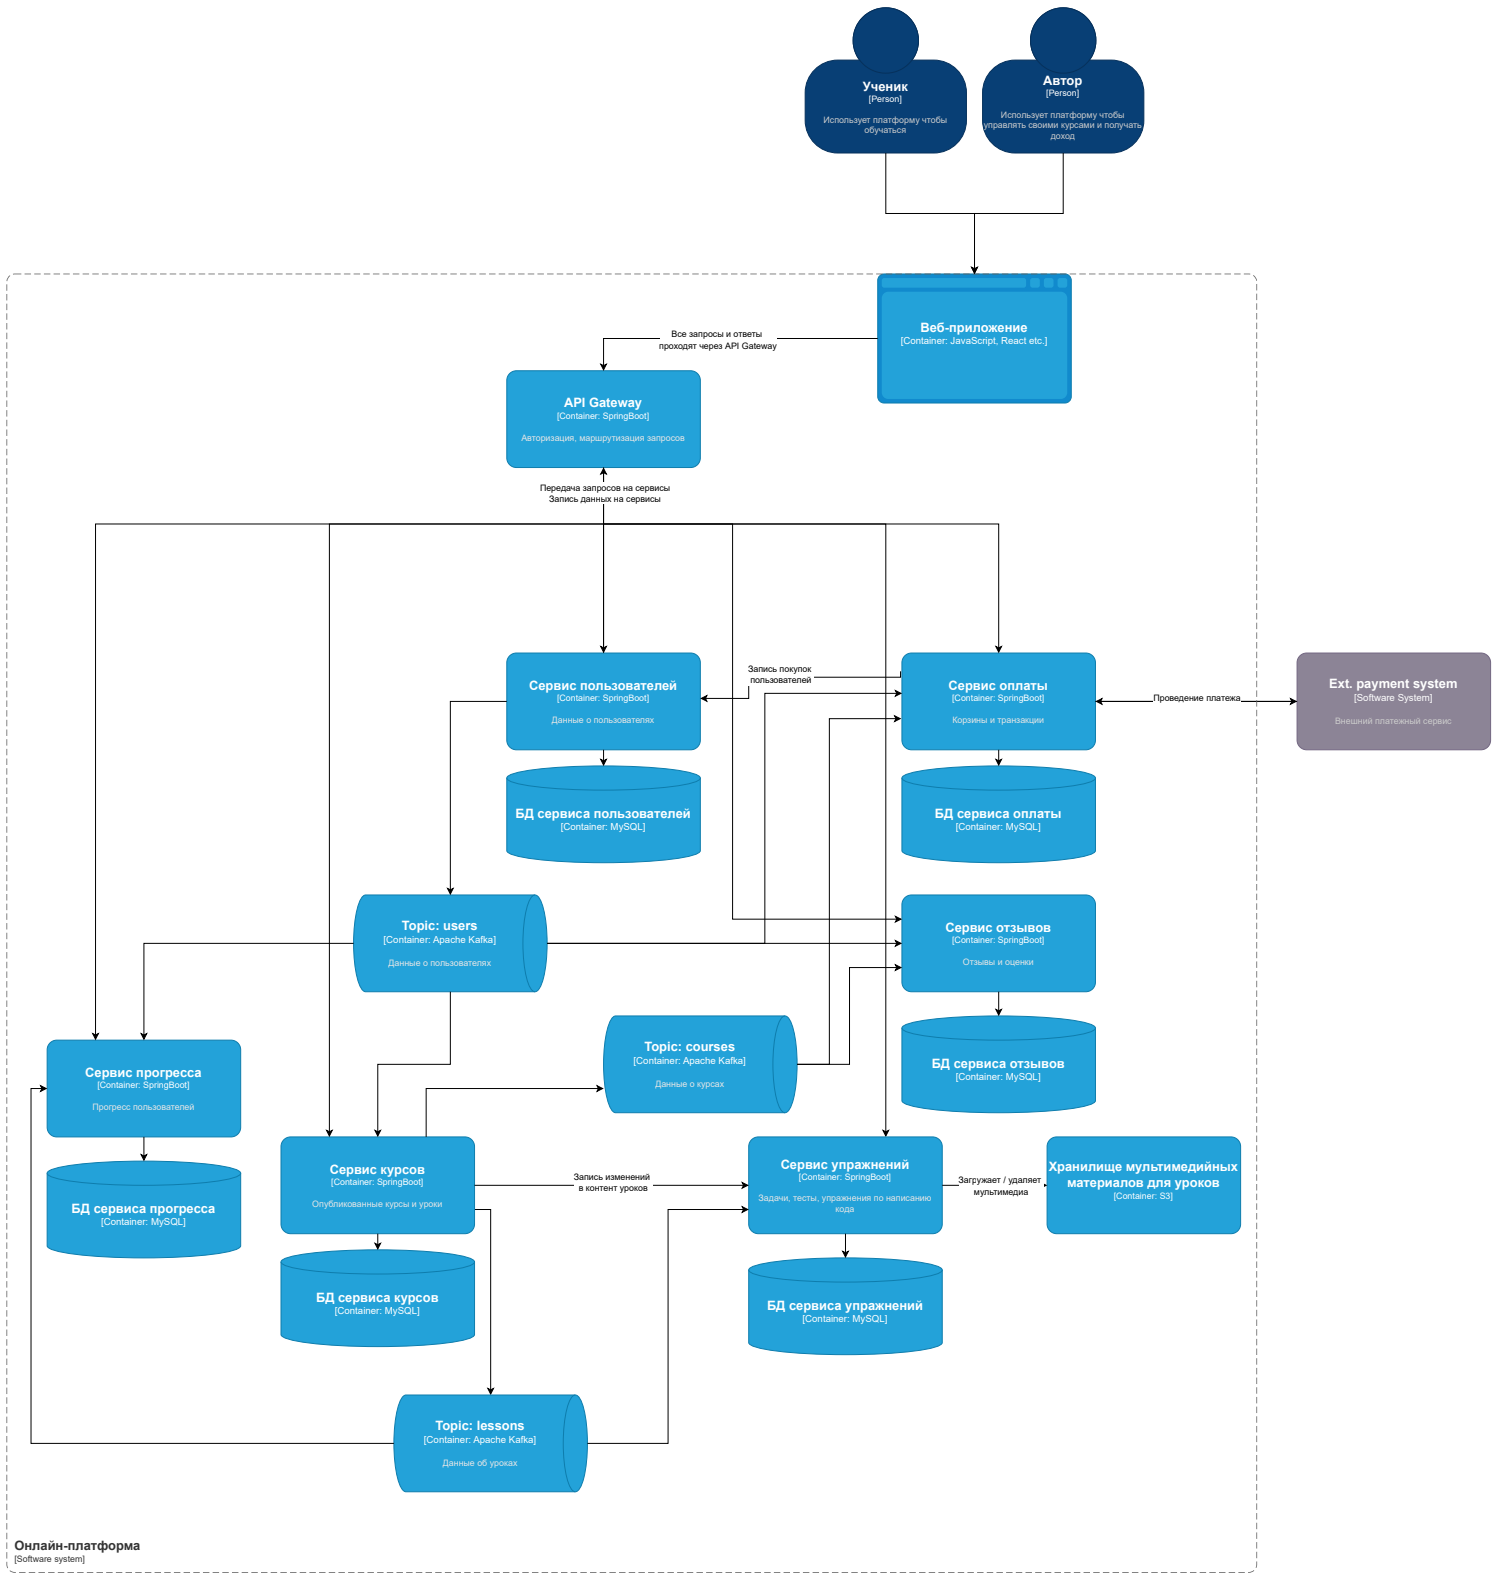 Ученик
[Person]
Использует платформу чтобы
обучаться
Автор
[Person]
Использует платформу чтобы
управлять своими курсами и получать
доход
Веб-приложение
[Container: JavaScript, React etc.]
Все запросы и ответы
проходят через API Gateway
API Gateway
[Container: SpringBoot]
Авторизация, маршрутизация запросов
Передача запросов на сервисы
Запись данных на сервисы
Сервис пользователей
[Container: SpringBoot]
Данные о пользователях
Запись покупок
пользователей
Сервис оплаты
[Container: SpringBoot]
Корзины и транзакции
Проведение платежа
Ext. payment system
[Software System]
Внешний платежный сервис
БД сервиса пользователей
[Container: MySQL]
БД сервиса оплаты
[Container: MySQL]
Topic: users
[Container: Apache Kafka]
Данные о пользователях
Сервис отзывов
[Container: SpringBoot]
Отзывы и оценки
Topic: courses
[Container: Apache Kafka]
Данные о курсах
БД сервиса отзывов
[Container: MySQL]
Сервис прогресса
[Container: SpringBoot]
Прогресс пользователей
БД сервиса прогресса
[Container: MySQL]
Сервис курсов
[Container: SpringBoot]
Опубликованные курсы и уроки
Запись изменений
в контент уроков
Сервис упражнений
[Container: SpringBoot]
Задачи, тесты, упражнения по написанию
кода
Загружает / удаляет
мультимедиа
Хранилище мультимедийных
материалов для уроков
[Container: S3]
БД сервиса курсов
[Container: MySQL]
БД сервиса упражнений
[Container: MySQL]
Topic: lessons
[Container: Apache Kafka]
Данные об уроках
Онлайн-платформа
[Software system]